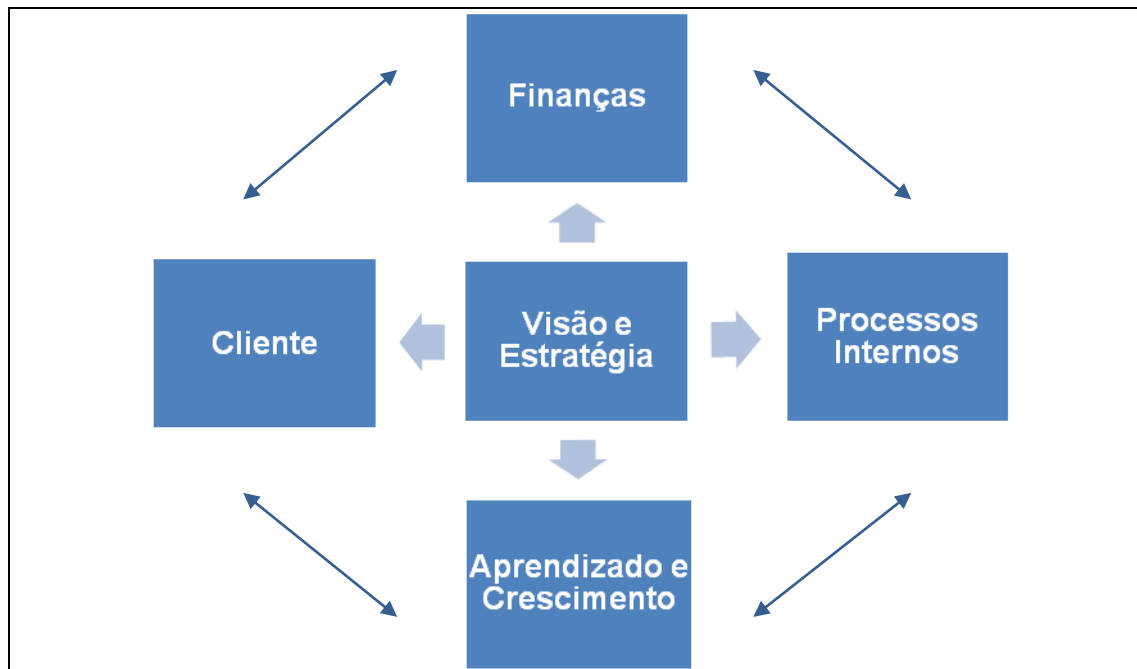 Finanças
Cliente
Visão e
Estratégia
Processos
Internos
Aprendizado e
Crescimento